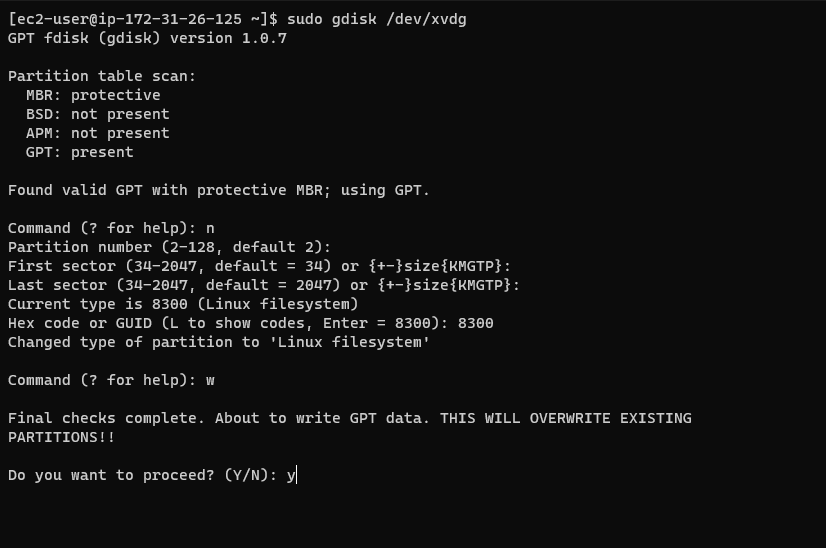 [ec2-user@ip-172-31-26-125 ~]$ sudo gdisk /dev/xvdg
GPT fdisk (gdisk) version 1.0.7
Partition table scan:
  MBR: protective
  BSD: not present
  APM: not present
  GPT: present
Found valid GPT with protective MBR; using GPT.
Command (? for help): n
Partition number (2-128, default 2):
First sector (34-2047, default = 34) or {+-}size{KMGTP}:
Last sector (34-2047, default = 2047) or {+-}size{KMGTP}:
Current type is 8300 (Linux filesystem)
Hex code or GUID (L to show codes, Enter = 8300): 8300
Changed type of partition to 'Linux filesystem'
Command (? for help): w
Final checks complete. About to write GPT data. THIS WILL OVERWRITE EXISTING
PARTITIONS!!
Do you want to proceed? (Y/N): y